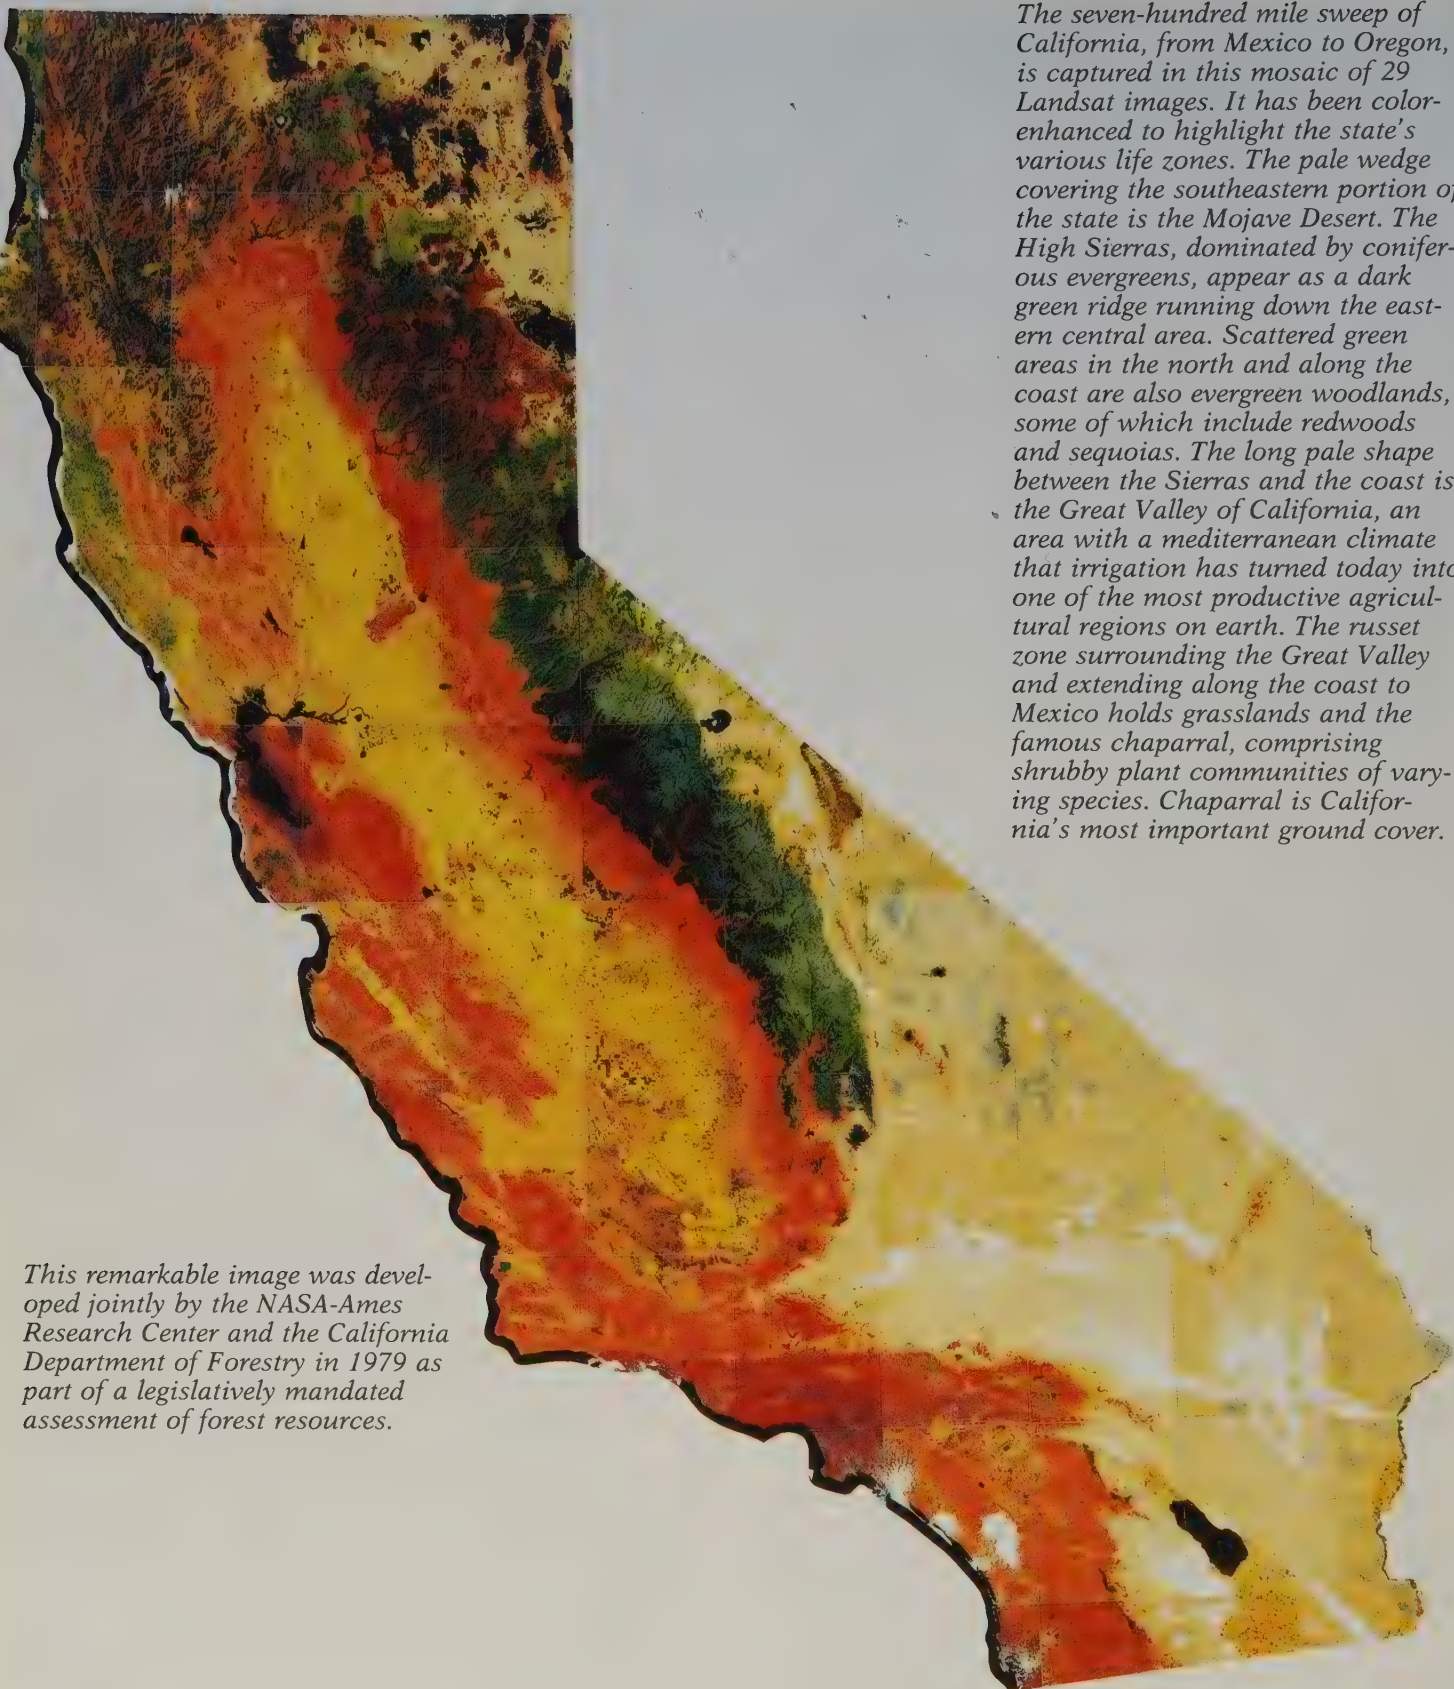 The seven-hundred mile sweep of
California, from Mexico to Oregon,
is captured in this mosaic of 29
Landsat images. It has been color-
enhanced to highlight the state's
various life zones. The pale wedge
covering the southeastern portion of
the state is the Mojave Desert. The
High Sierras, dominated by conifer-
ous evergreens, appear as a dark
green ridge running down the east-
ern central area. Scattered green
areas in the north and along the
coast are also evergreen woodlands,
some of which include redwoods
and sequoias. The long pale shape
between the Sierras and the coast is
the Great Valley of California, an
area with a mediterranean climate
that irrigation has turned today into
one of the most productive agricul-
tural regions on earth. The russet
zone surrounding the Great Valley
and extending along the coast to
Mexico holds grasslands and the
famous chaparral, comprising
shrubby plant communities of vary-
ing species. Chaparral is Califor-
nia's most important ground cover.
This remarkable image was devel-
oped jointly by the NASA-Ames
Research Center and the California
Department of Forestry in 1979 as
part of a legislatively mandated
assessment of forest resources.